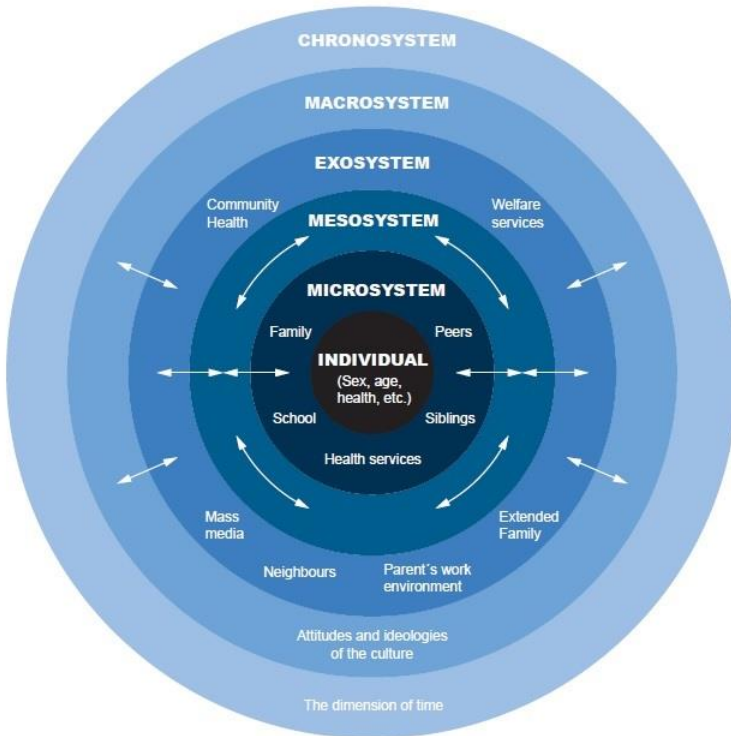 CHRONOSYSTEM
MACROSYSTEM
EXOSYSTEM
Community
Health
Welfare
services
MESOSYSTEM
MICROSYSTEM
Family
Peers
INDIVIDUAL
(Sex, age,
health, etc.)
School
Siblings
Health services
Mass
media
Extended
Family
Neighbours
Parent´s work
environment
Attitudes and ideologies
of the culture
The dimension of time